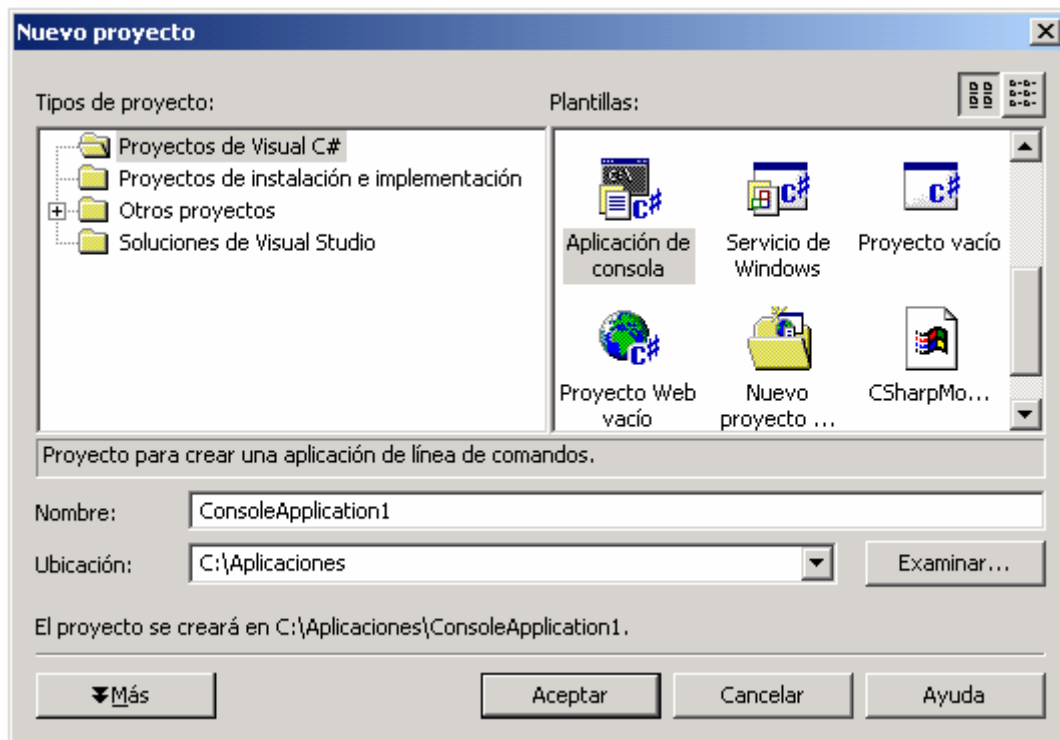 Nuevo proyecto
Tipos de proyecto:
Plantillas:
Proyectos de Visual C#
Proyectos de instalación e implementación
Otros proyectos
Soluciones de Visual Studio
Aplicación de
consola
Servicio de
Windows
Proyecto vacío
Proyecto Web
vacío
Nuevo
proyecto ...
CSharpMo...
Proyecto para crear una aplicación de línea de comandos.
Nombre:
ConsoleApplication1
Ubicación:
C:\Aplicaciones
Examinar...
El proyecto se creará en C:\Aplicaciones\ConsoleApplication1.
Más
Aceptar
Cancelar
Ayuda